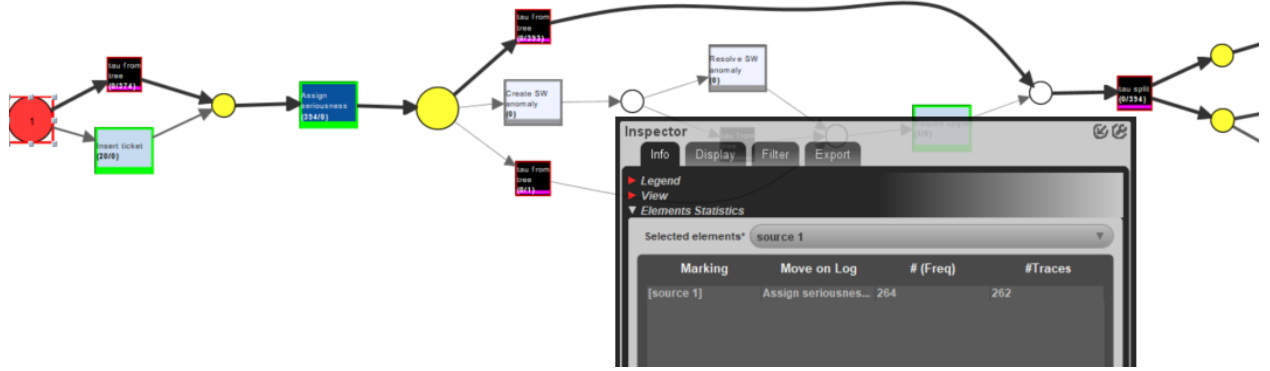 tau from
tree
(0/374)
1
Insert ticket
(20/0)
Assign
seriousness
(394/0)
tau from
tree
(0/393)
Create SW
anomaly
(0)
tau from
tree
(0/1)
Resolve SW
anomaly
(0)
tau split
(0/394)
Inspector
Info
Display
Filter
Export
Legend
View
Elements Statistics
Selected elements*
source 1
Marking
Move on Log
# (Freq)
#Traces
[source 1]
Assign seriousnes...
264
262